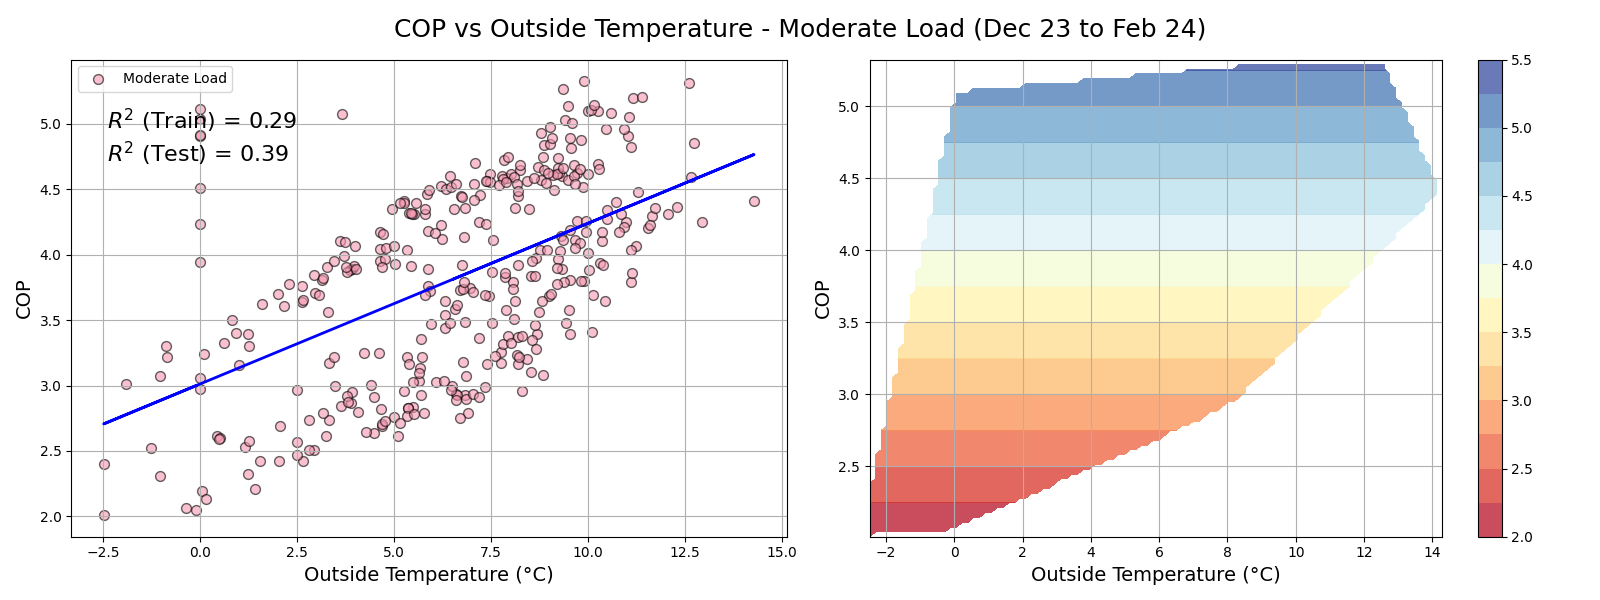 COP vs Outside Temperature - Moderate Load (Dec 23 to Feb 24)
Moderate Load
R² (Train) = 0.29
R² (Test) = 0.39
COP
5.0
4.5
4.0
3.5
3.0
2.5
2.0
−2.5 0.0 2.5 5.0 7.5 10.0 12.5 15.0
Outside Temperature (°C)
COP
5.0
4.5
4.0
3.5
3.0
2.5
−2 0 2 4 6 8 10 12 14
Outside Temperature (°C)
5.5
5.0
4.5
4.0
3.5
3.0
2.5
2.0